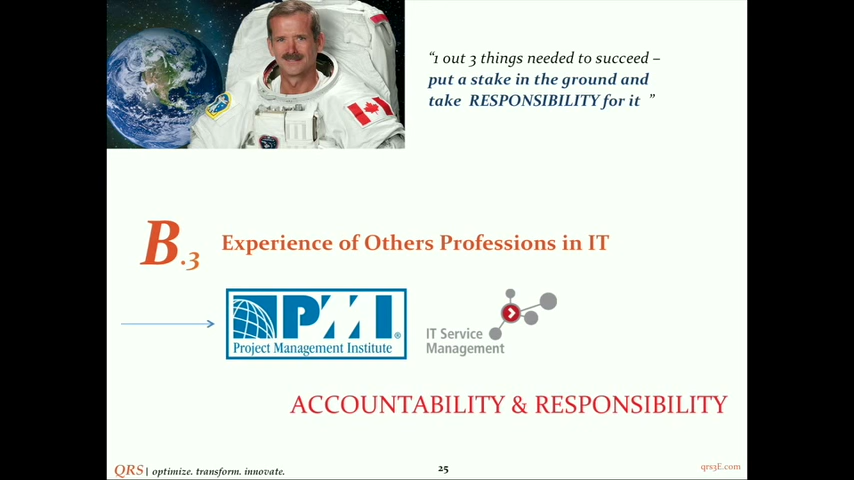 “1 out 3 things needed to succeed –
put a stake in the ground and
take RESPONSIBILITY for it ”
B.3
Experience of Others Professions in IT
PMI®
Project Management Institute
IT Service
Management
ACCOUNTABILITY & RESPONSIBILITY
QRS | optimize. transform. innovate.
25
qrs3E.com